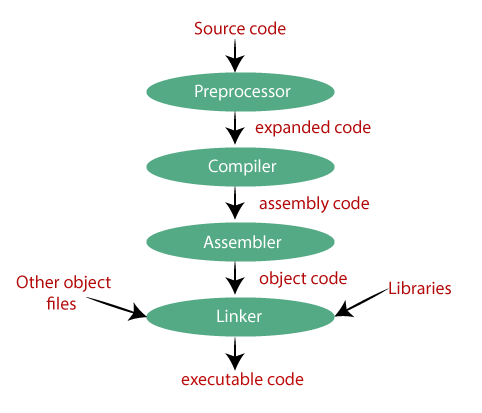 Source code
Preprocessor
expanded code
Compiler
assembly code
Assembler
object code
Other object
files
Libraries
Linker
executable code